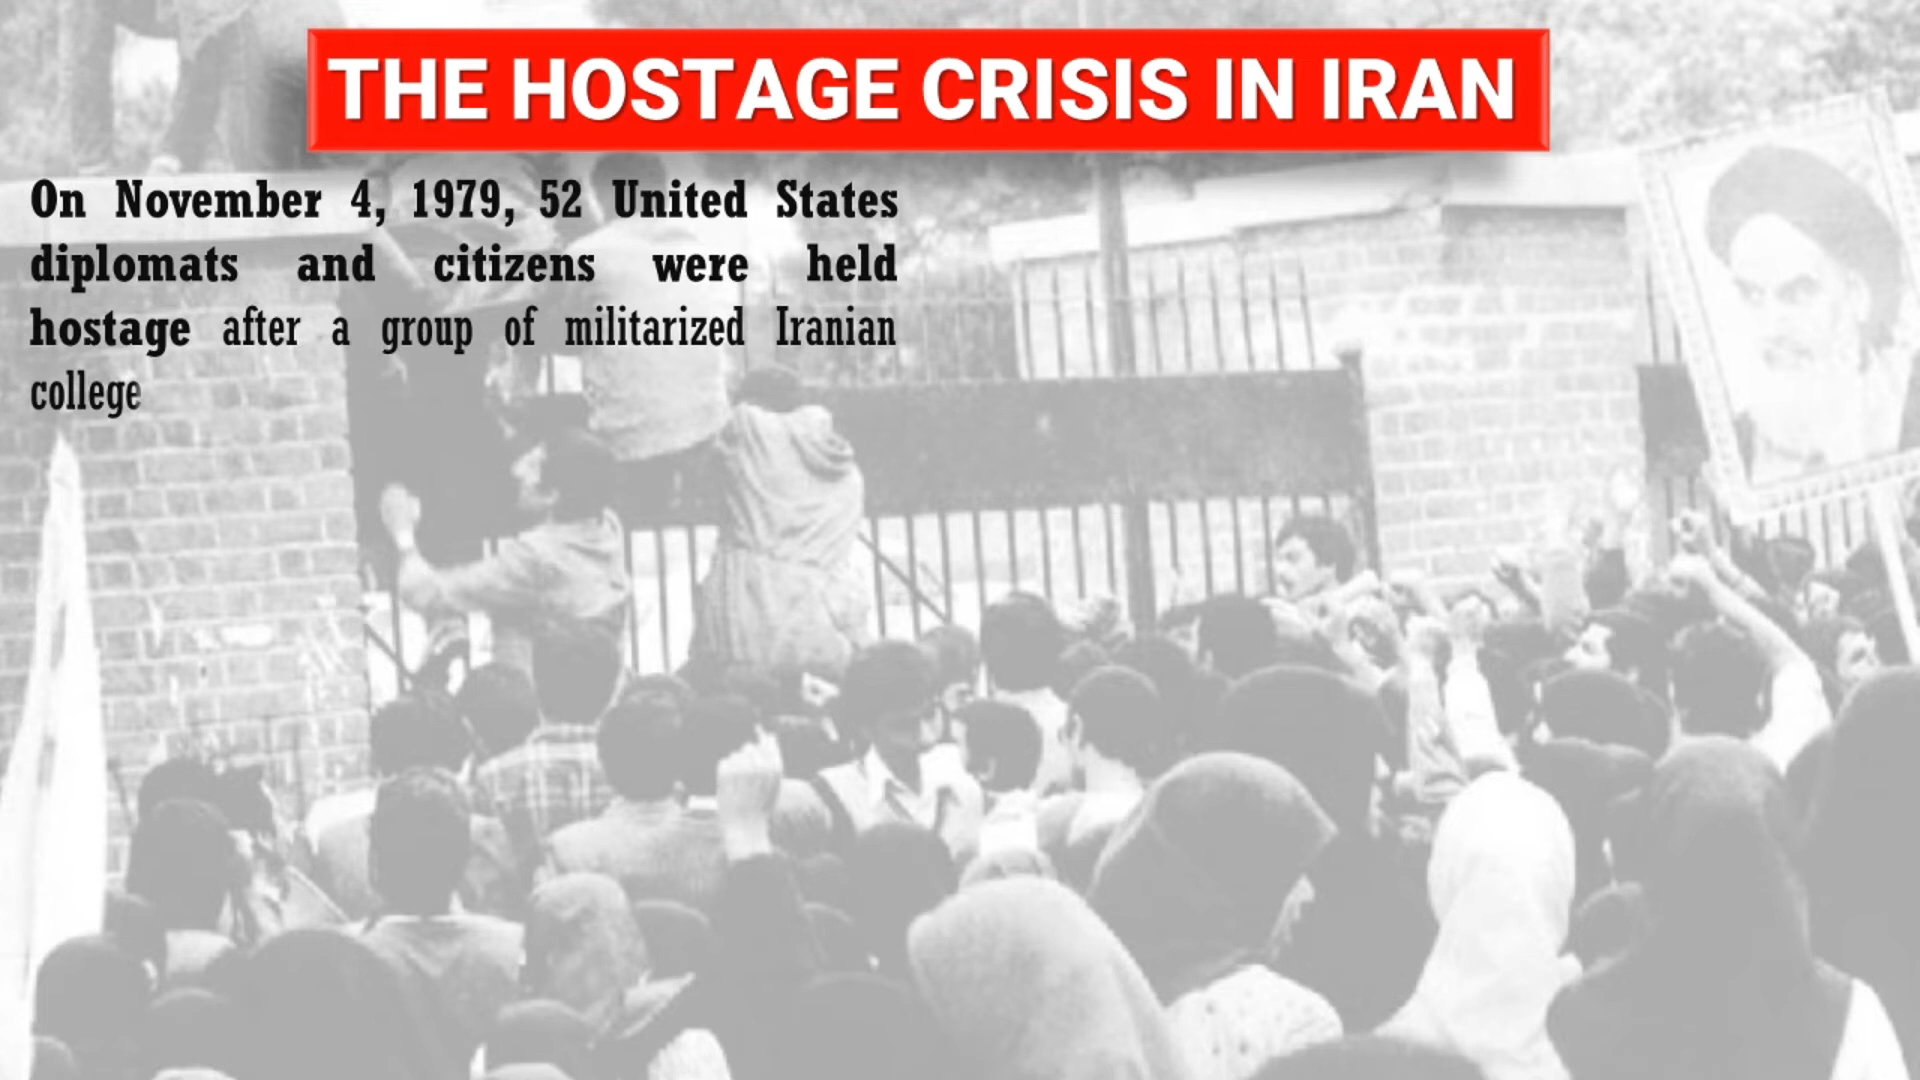 THE HOSTAGE CRISIS IN IRAN
On November 4, 1979, 52 United States
diplomats and citizens were held
hostage after a group of militarized Iranian
college